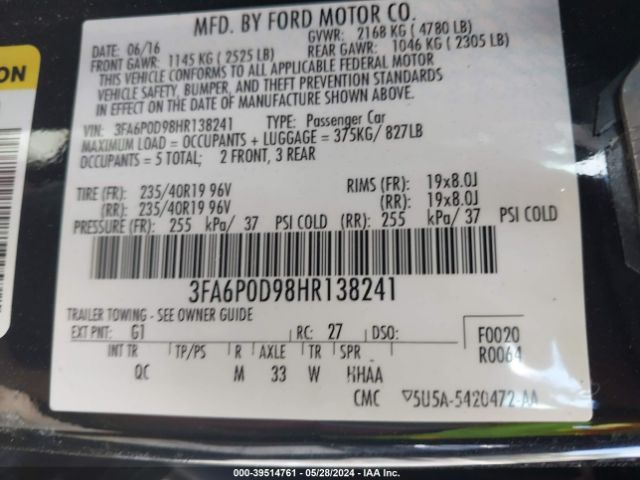 MFD. BY FORD MOTOR CO.
DATE: 06/16
GVWR: 2168 KG ( 4780 LB)
FRONT GAWR: 1145 KG ( 2525 LB)
REAR GAWR: 1046 KG ( 2305 LB)
THIS VEHICLE CONFORMS TO ALL APPLICABLE FEDERAL MOTOR
VEHICLE SAFETY, BUMPER, AND THEFT PREVENTION STANDARDS
IN EFFECT ON THE DATE OF MANUFACTURE SHOWN ABOVE.
VIN: 3FA6P0D98HR138241 TYPE: Passenger Car
MAXIMUM LOAD = OCCUPANTS + LUGGAGE = 375KG/ 827LB
OCCUPANTS = 5 TOTAL; 2 FRONT, 3 REAR
TIRE (FR): 235/40R19 96V RIMS (FR): 19x8.0J
(RR): 235/40R19 96V (RR): 19x8.0J
PRESSURE (FR): 255 kPa/ 37 PSI COLD (RR): 255 kPa/ 37 PSI COLD
3FA6P0D98HR138241
TRAILER TOWING - SEE OWNER GUIDE
EXT PNT: G1 RC: 27 DSO: F0020
R0064
INT TR TP/PS R AXLE TR SPR
QC M 33 W HHAA
CMC 5U5A-5420472-AA
ON
000-39514761 - 05/28/2024 - IAA Inc.